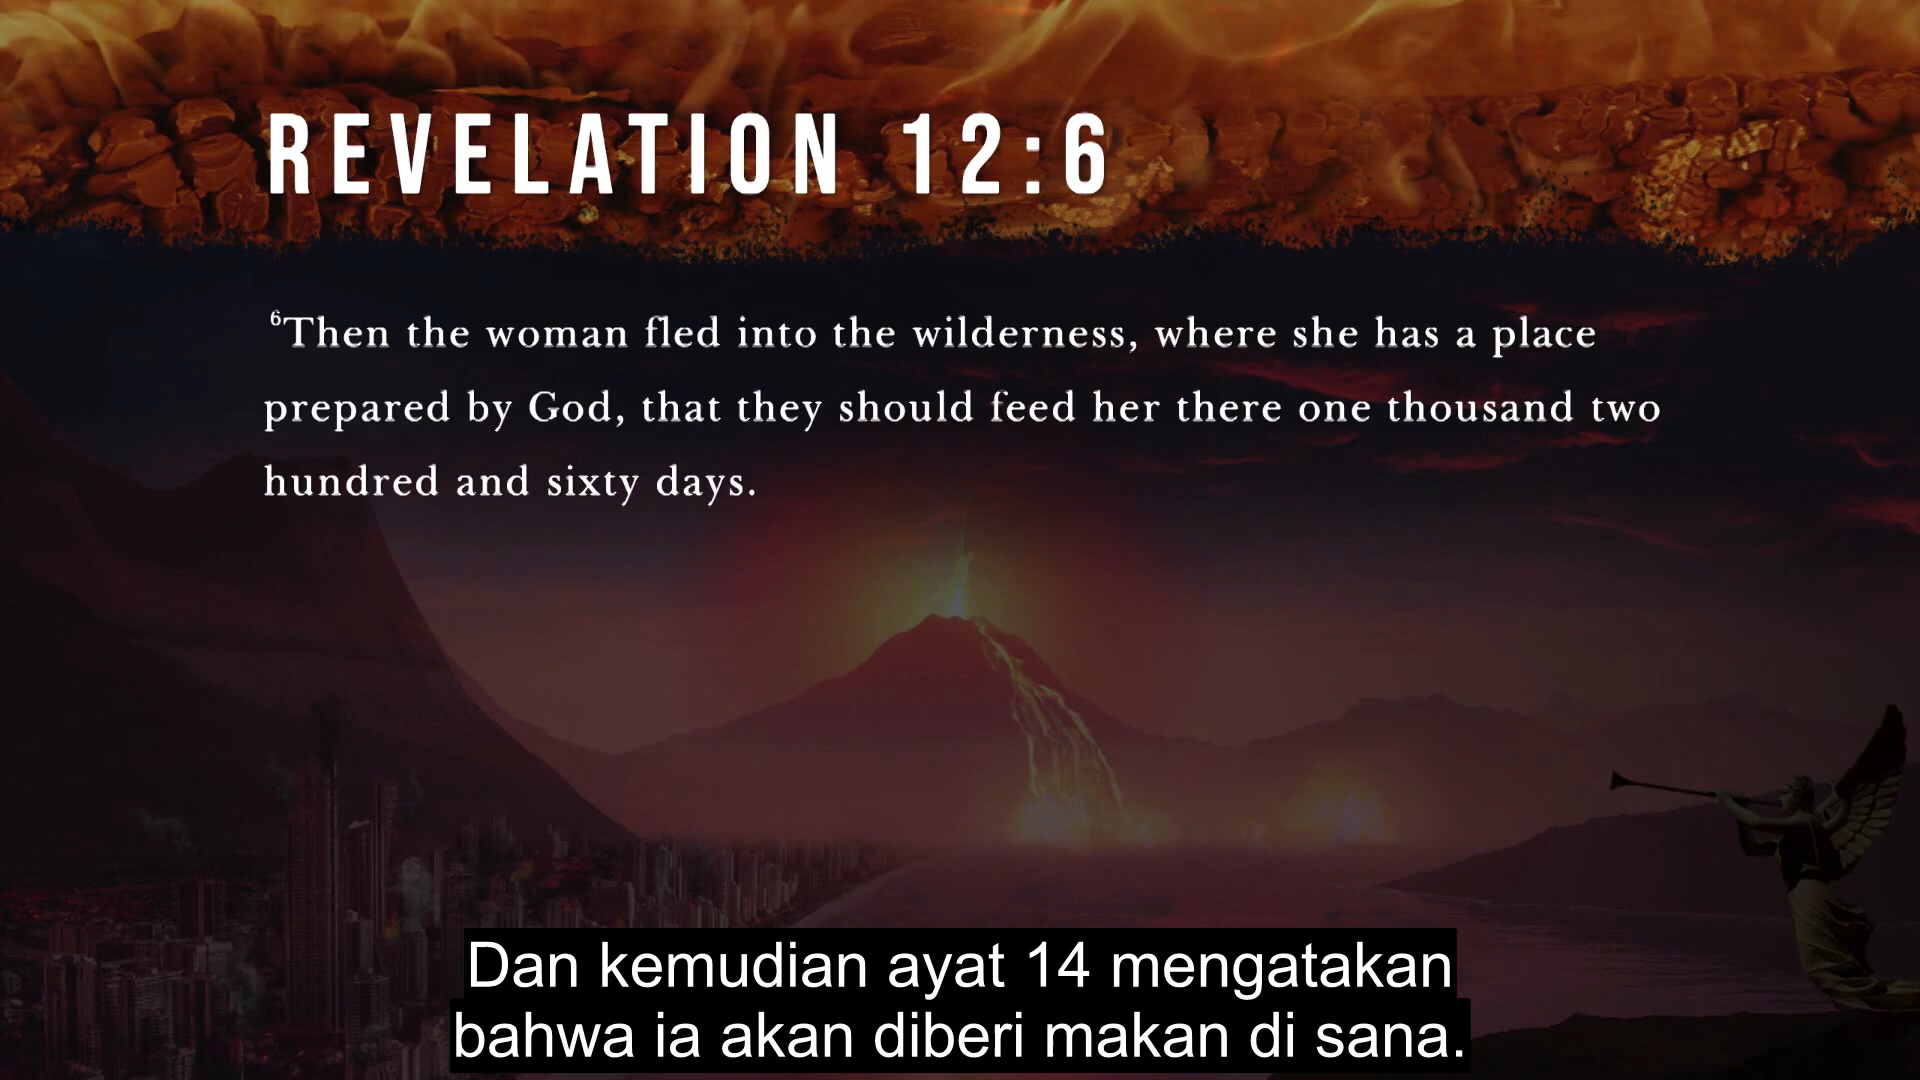 REVELATION 12:6
⁶Then the woman fled into the wilderness, where she has a place
prepared by God, that they should feed her there one thousand two
hundred and sixty days.
Dan kemudian ayat 14 mengatakan
bahwa ia akan diberi makan di sana.